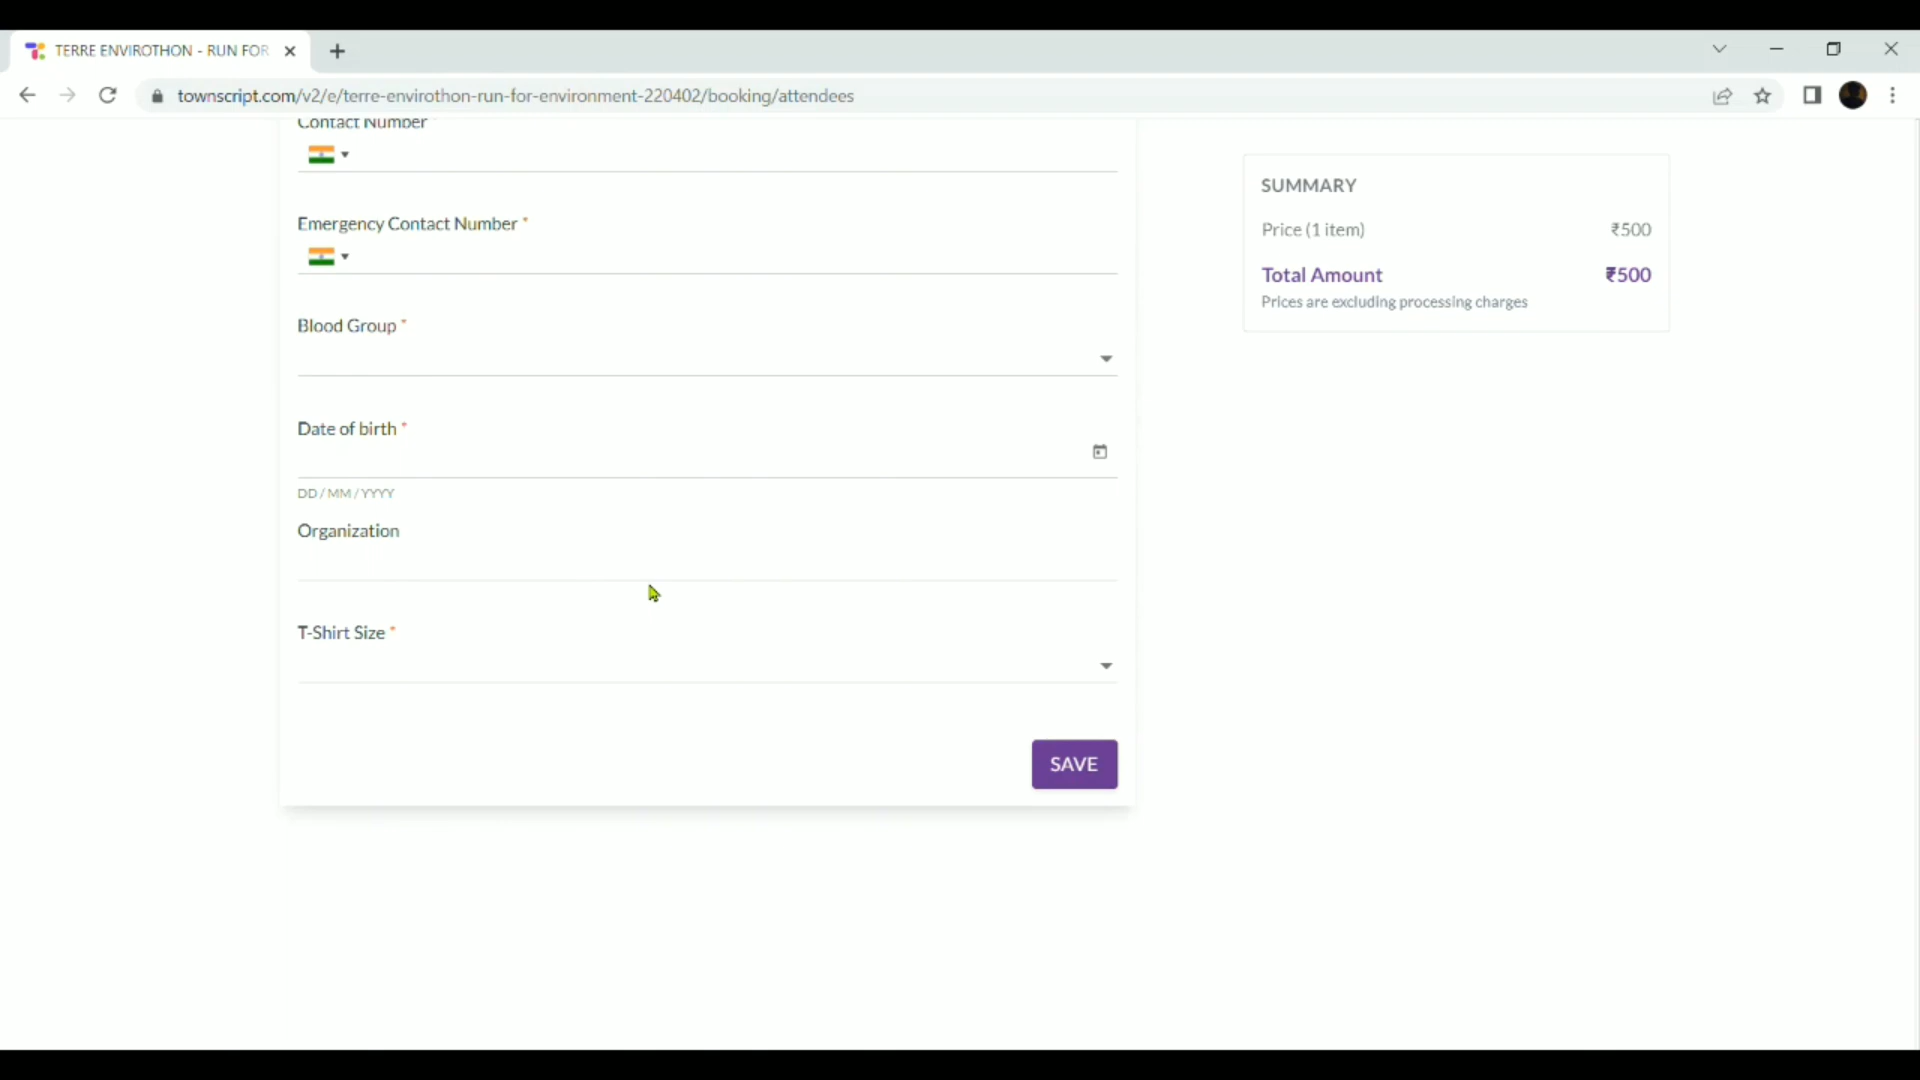 TERRE ENVIROTHON - RUN FOR
townscript.com/v2/e/terre-envirothon-run-for-environment-220402/booking/attendees
Contact Number *
Emergency Contact Number *
Blood Group *
Date of birth *
DD / MM / YYYY
Organization
T-Shirt Size *
SAVE
SUMMARY
Price (1 item) ₹500
Total Amount ₹500
Prices are excluding processing charges